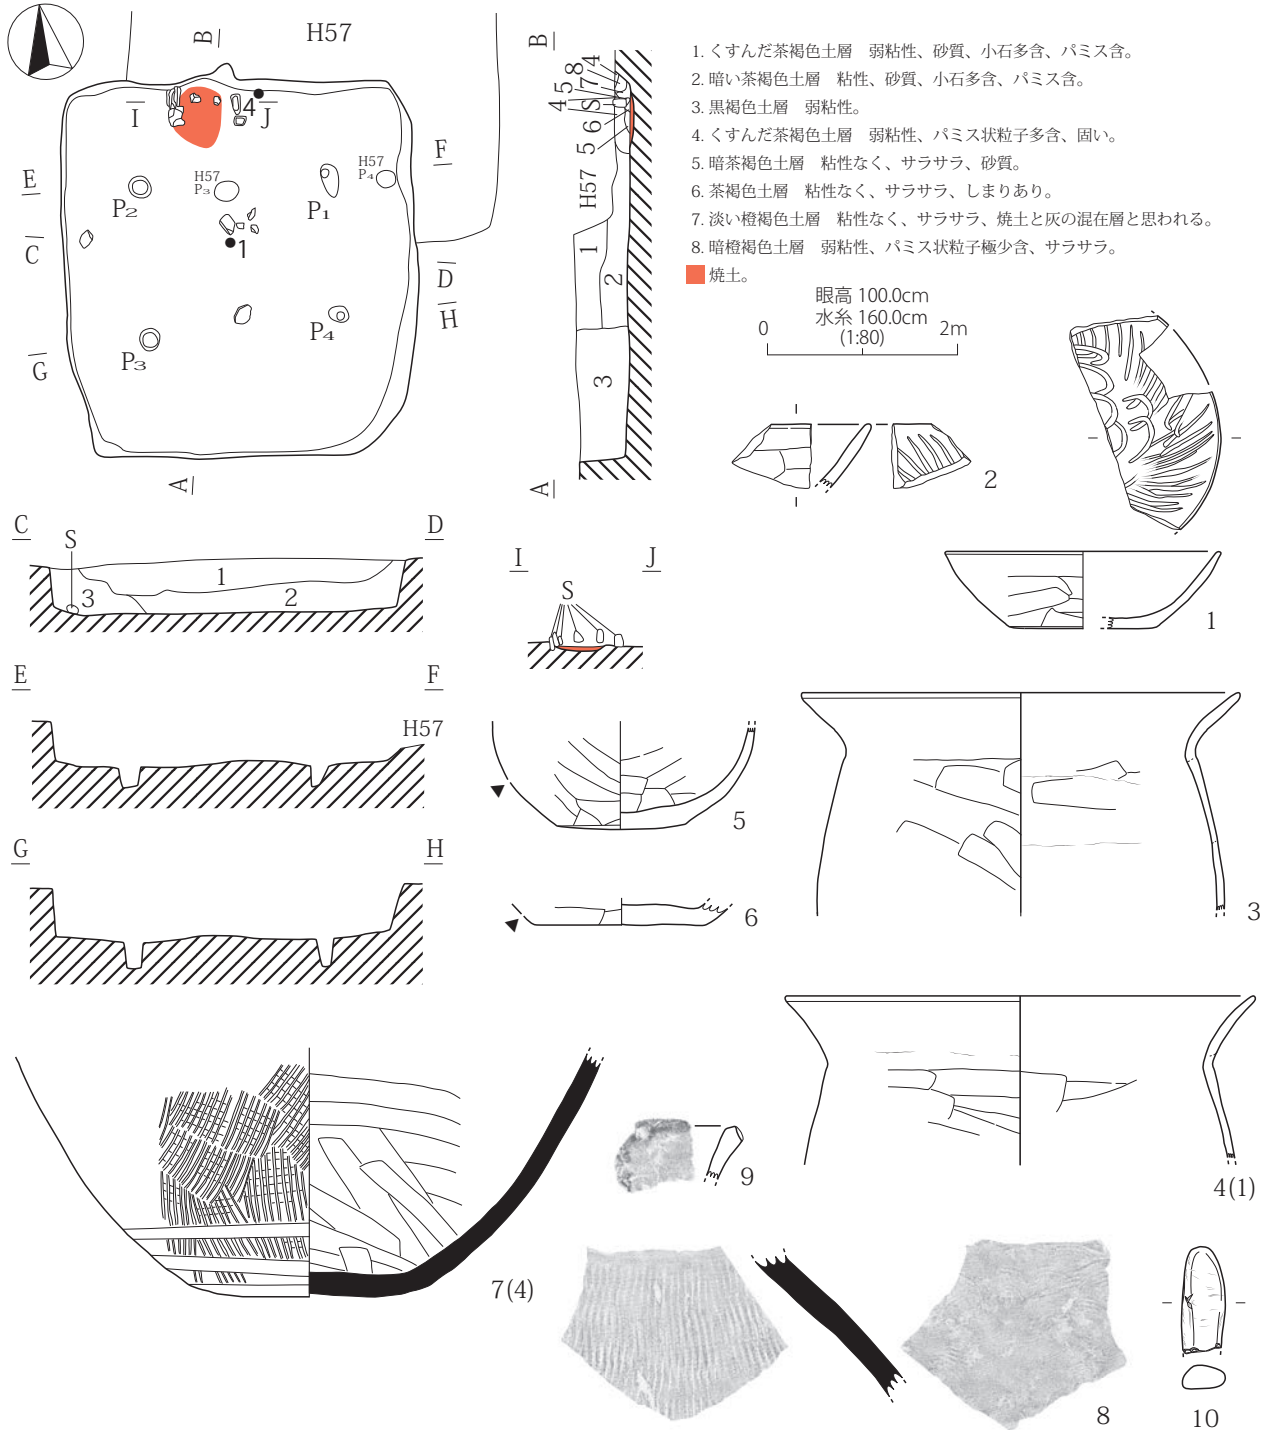 B
H57
I
4
J
E
F
H57
P3
H57
P4
P2
P1
C
1
D
H
G
P3
P4
A
B
4
8
7
5
4
S
6
5
H57
1
2
3
A
1. くすんだ茶褐色土層　弱粘性、砂質、小石多含、パミス含。
2. 暗い茶褐色土層　粘性、砂質、小石多含、パミス含。
3. 黒褐色土層　弱粘性。
4. くすんだ茶褐色土層　弱粘性、パミス状粒子多含、固い。
5. 暗茶褐色土層　粘性なく、サラサラ、砂質。
6. 茶褐色土層　粘性なく、サラサラ、しまりあり。
7. 淡い橙褐色土層　粘性なく、サラサラ、焼土と灰の混在層と思われる。
8. 暗橙褐色土層　弱粘性、パミス状粒子極少含、サラサラ。
焼土。
眼高 100.0cm
水糸 160.0cm
0 (1:80) 2m
2
1
C
D
S
1
2
3
I
J
S
E
F
H57
G
H
5
6
3
4(1)
7(4)
9
8
10